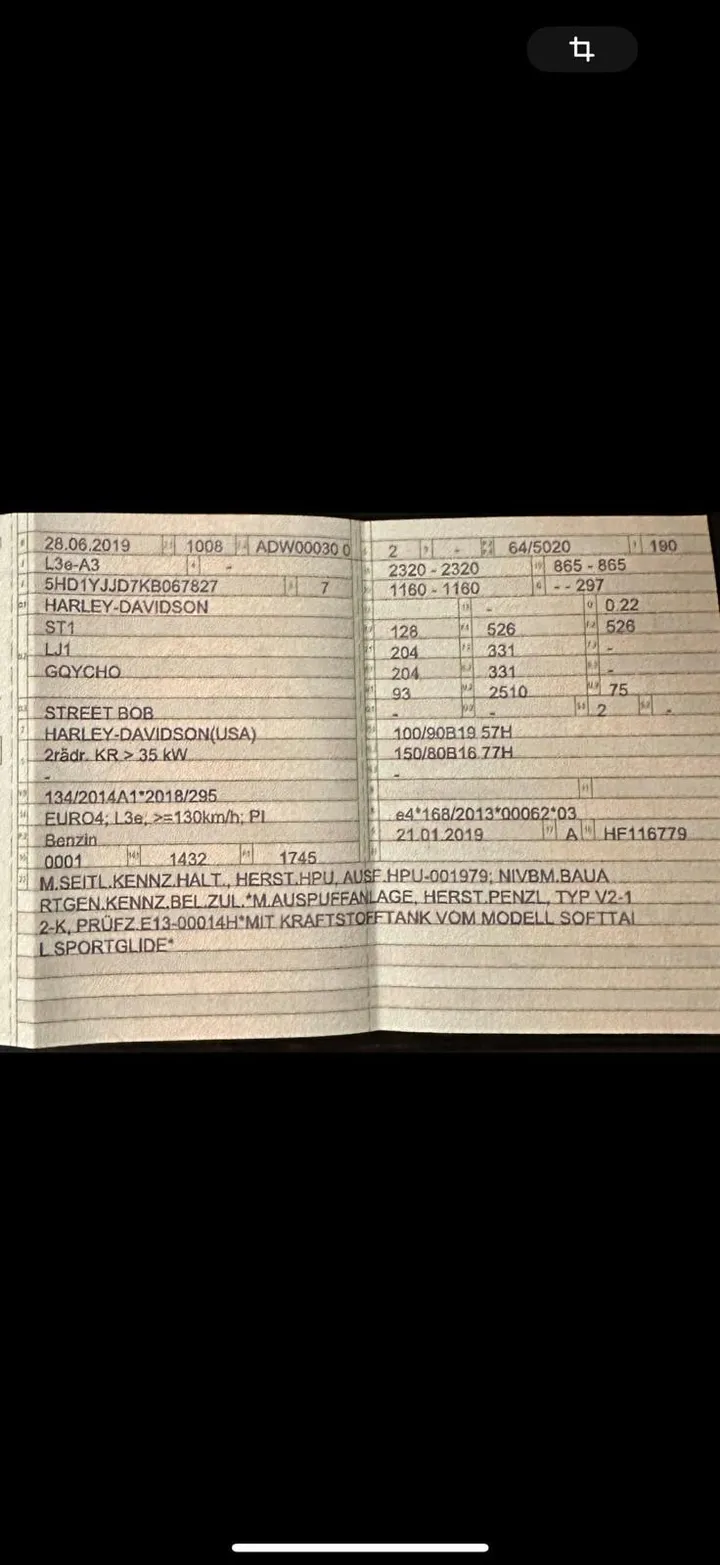 28.06.2019 1008 ADW00030 0
L3e-A3 -
5HD1YJJD7KB067827 7
HARLEY-DAVIDSON
ST1
LJ1
GQYCHO
STREET BOB
HARLEY-DAVIDSON(USA)
2rädr. KR > 35 kW
-
134/2014A1*2018/295
EURO4; L3e, >=130km/h; PI
Benzin
0001 1432 1745
2 - 64/5020 190
2320 - 2320 865 - 865
1160 - 1160 - - 297
- 0.22
128 526 526
204 331 -
204 331 -
93 2510 75
- - 2 -
100/90B19 57H
150/80B16 77H
-
e4*168/2013*00062*03
21.01.2019 A HF116779
M.SEITL.KENNZ.HALT., HERST.HPU, AUSF.HPU-001979; NIVBM.BAUA
RTGEN.KENNZ.BEL.ZUL.*M.AUSPUFFANLAGE, HERST.PENZL, TYP V2-1
2-K, PRÜFZ.E13-00014H*MIT KRAFTSTOFFTANK VOM MODELL SOFTTAI
L SPORTGLIDE*